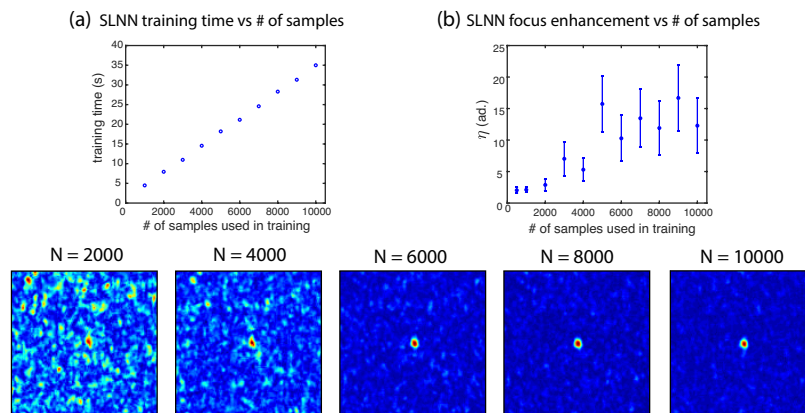 (a) SLNN training time vs # of samples
40
35
30
25
20
15
10
5
0
0 2000 4000 6000 8000 10000
training time (s)
# of samples used in training
(b) SLNN focus enhancement vs # of samples
25
20
15
10
5
0
2000 4000 6000 8000 10000
η (ad.)
# of samples used in training
N = 2000 N = 4000 N = 6000 N = 8000 N = 10000